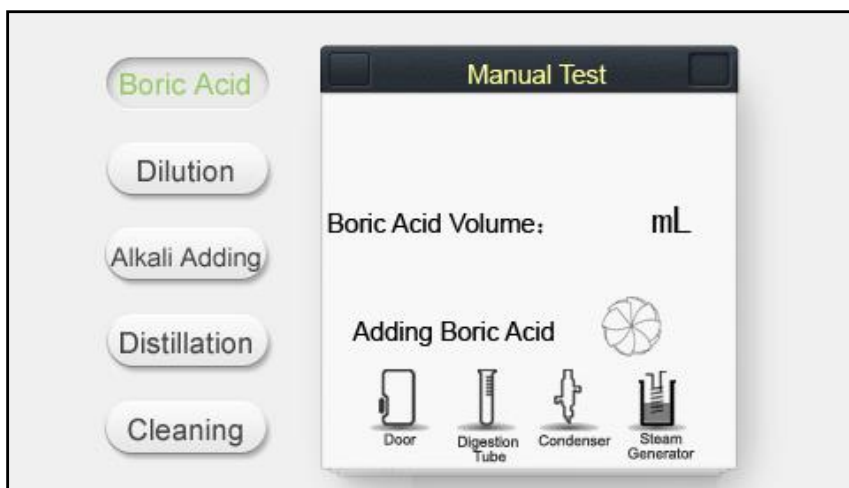 Boric Acid
Dilution
Alkali Adding
Distillation
Cleaning
Manual Test
Boric Acid Volume： mL
Adding Boric Acid
Door
Digestion
Tube
Condenser
Steam
Generator